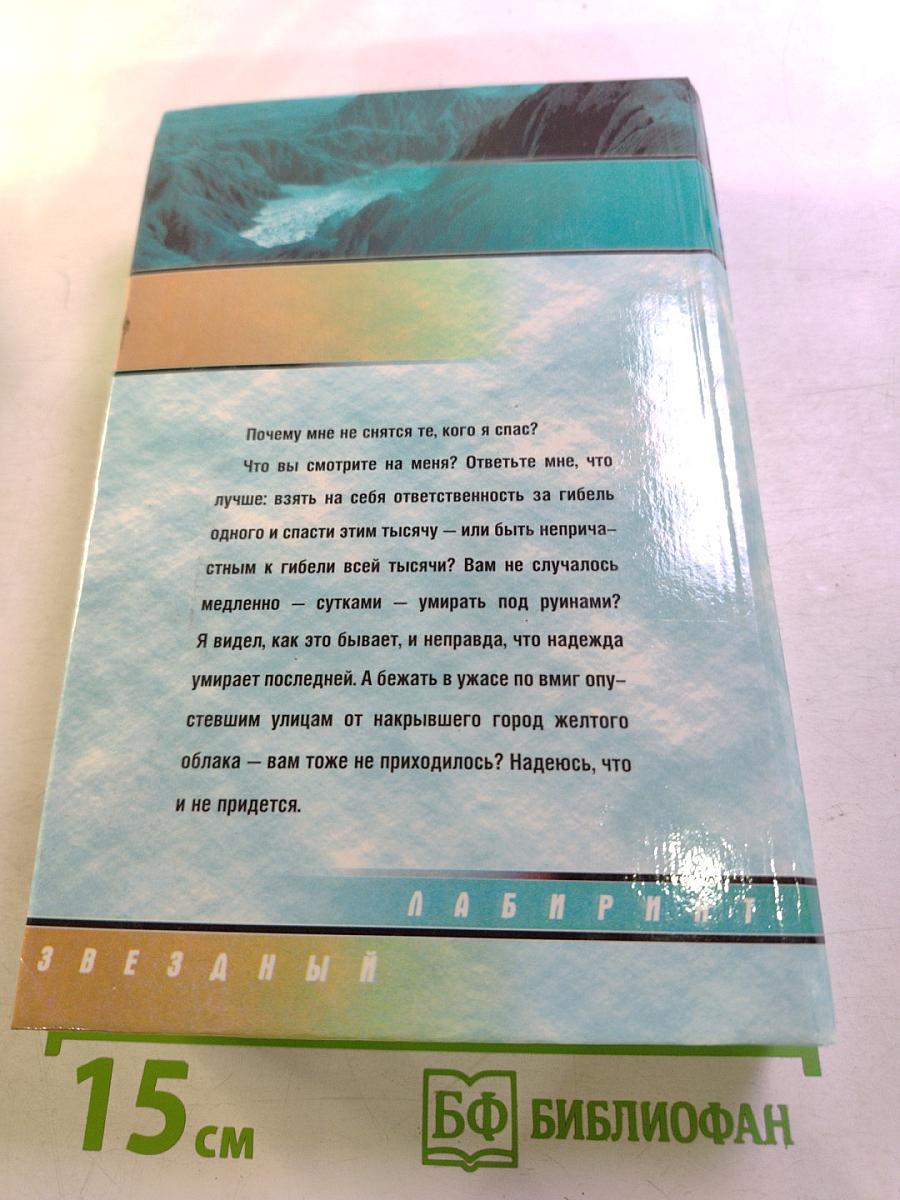 Почему мне не снятся те, кого я спас?
Что вы смотрите на меня? Ответьте мне, что
лучше: взять на себя ответственность за гибель
одного и спасти этим тысячу — или быть неприча-
стным к гибели всей тысячи? Вам не случалось
медленно — сутками — умирать под руинами?
Я видел, как это бывает, и неправда, что надежда
умирает последней. А бежать в ужасе по вмиг опу-
стевшим улицам от накрывшего город желтого
облака — вам тоже не приходилось? Надеюсь, что
и не придется.
ЛАБИРИНТ
ЗВЕЗДНЫЙ
15 см
БФ БИБЛИОФАН